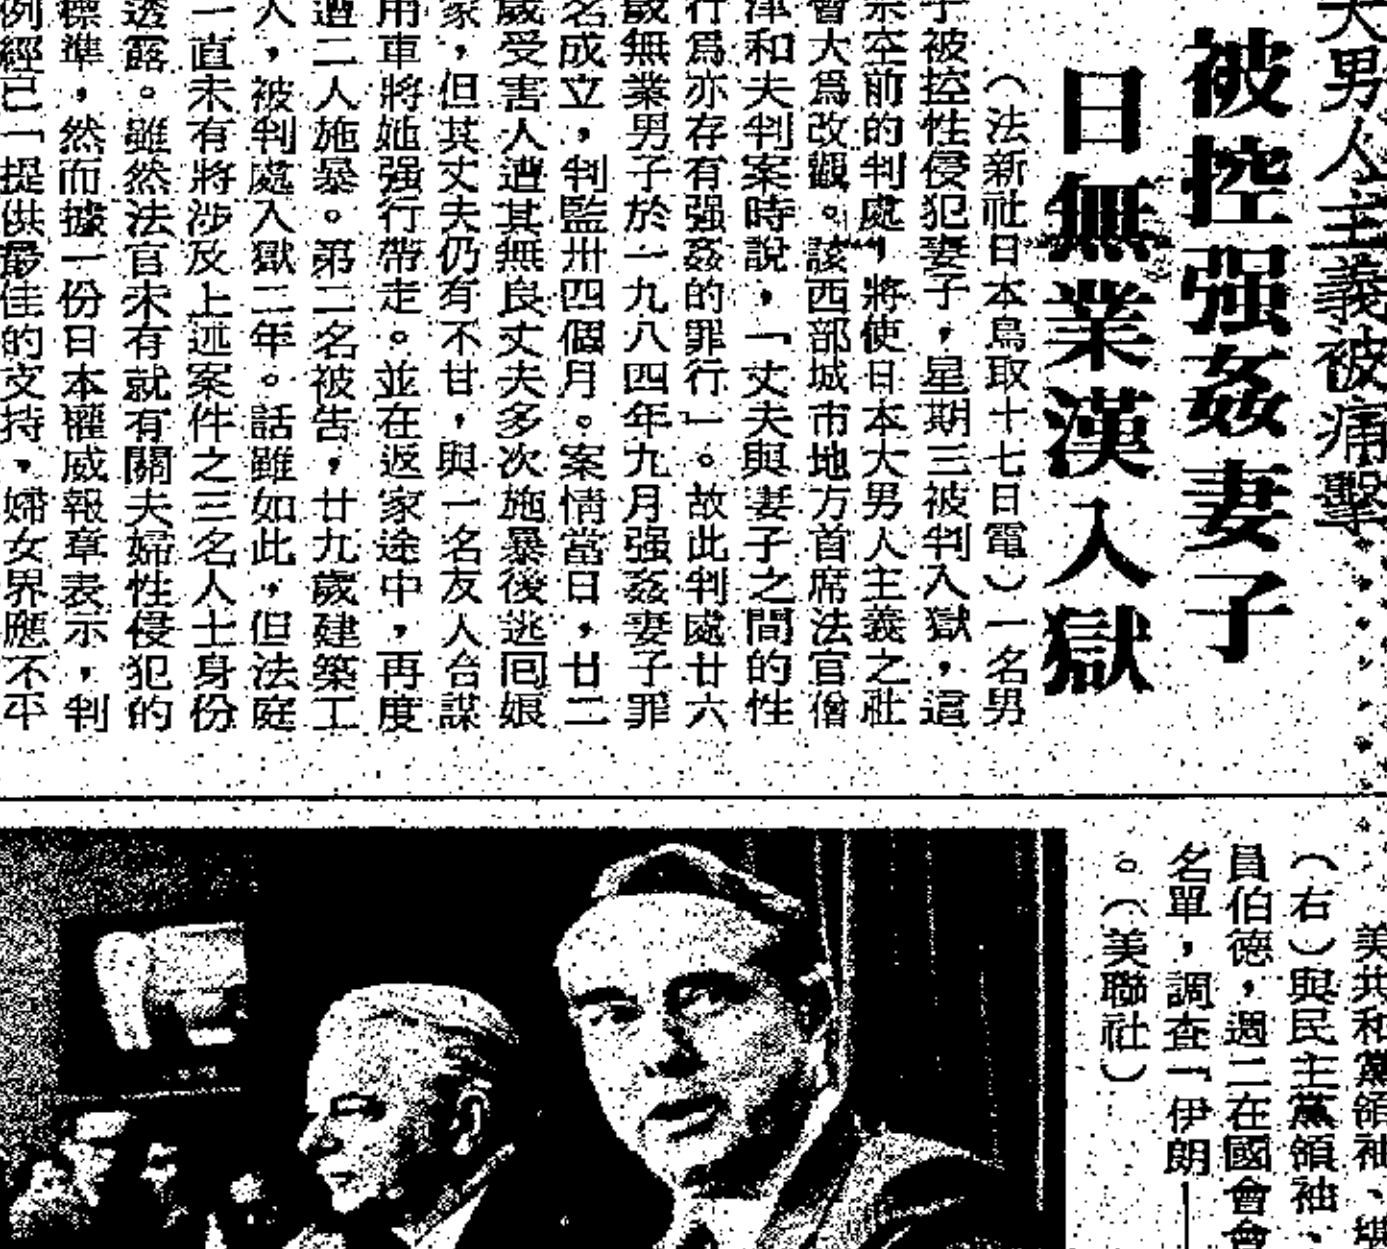 大男人主義被痛擊
被控强姦妻子
日無業漢入獄
（法新社日本鳥取十七日電）一名男
子被控性侵犯妻子，星期三被判入獄，這
宗空前的判處，將使日本大男人主義之社
會大爲改觀。該西部城市地方首席法官僧
津和夫判案時說，「丈夫與妻子之間的性
行爲亦存有强姦的罪行」。故此判處廿六
歲無業男子於一九八四年九月强姦妻子罪
名成立，判監卅四個月。案情當日，廿二
歲受害人遭其無良丈夫多次施暴後逃囘娘
家，但其丈夫仍有不甘，與一名友人合謀
用車將她强行帶走。並在返家途中，再度
遭二人施暴。第二名被告，廿九歲建築工
人，被判處入獄二年。話雖如此，但法庭
一直未有將涉及上述案件之三名人士身份
透露。雖然法官未有就有關夫婦性侵犯的
標準，然而據一份日本權威報章表示，判
例經已「提供最佳的支持，婦女界應不平
美共和黨領袖、
（右）與民主黨領袖、
員伯德，週二在國會會
名單，調查「伊朗—
。（美聯社）